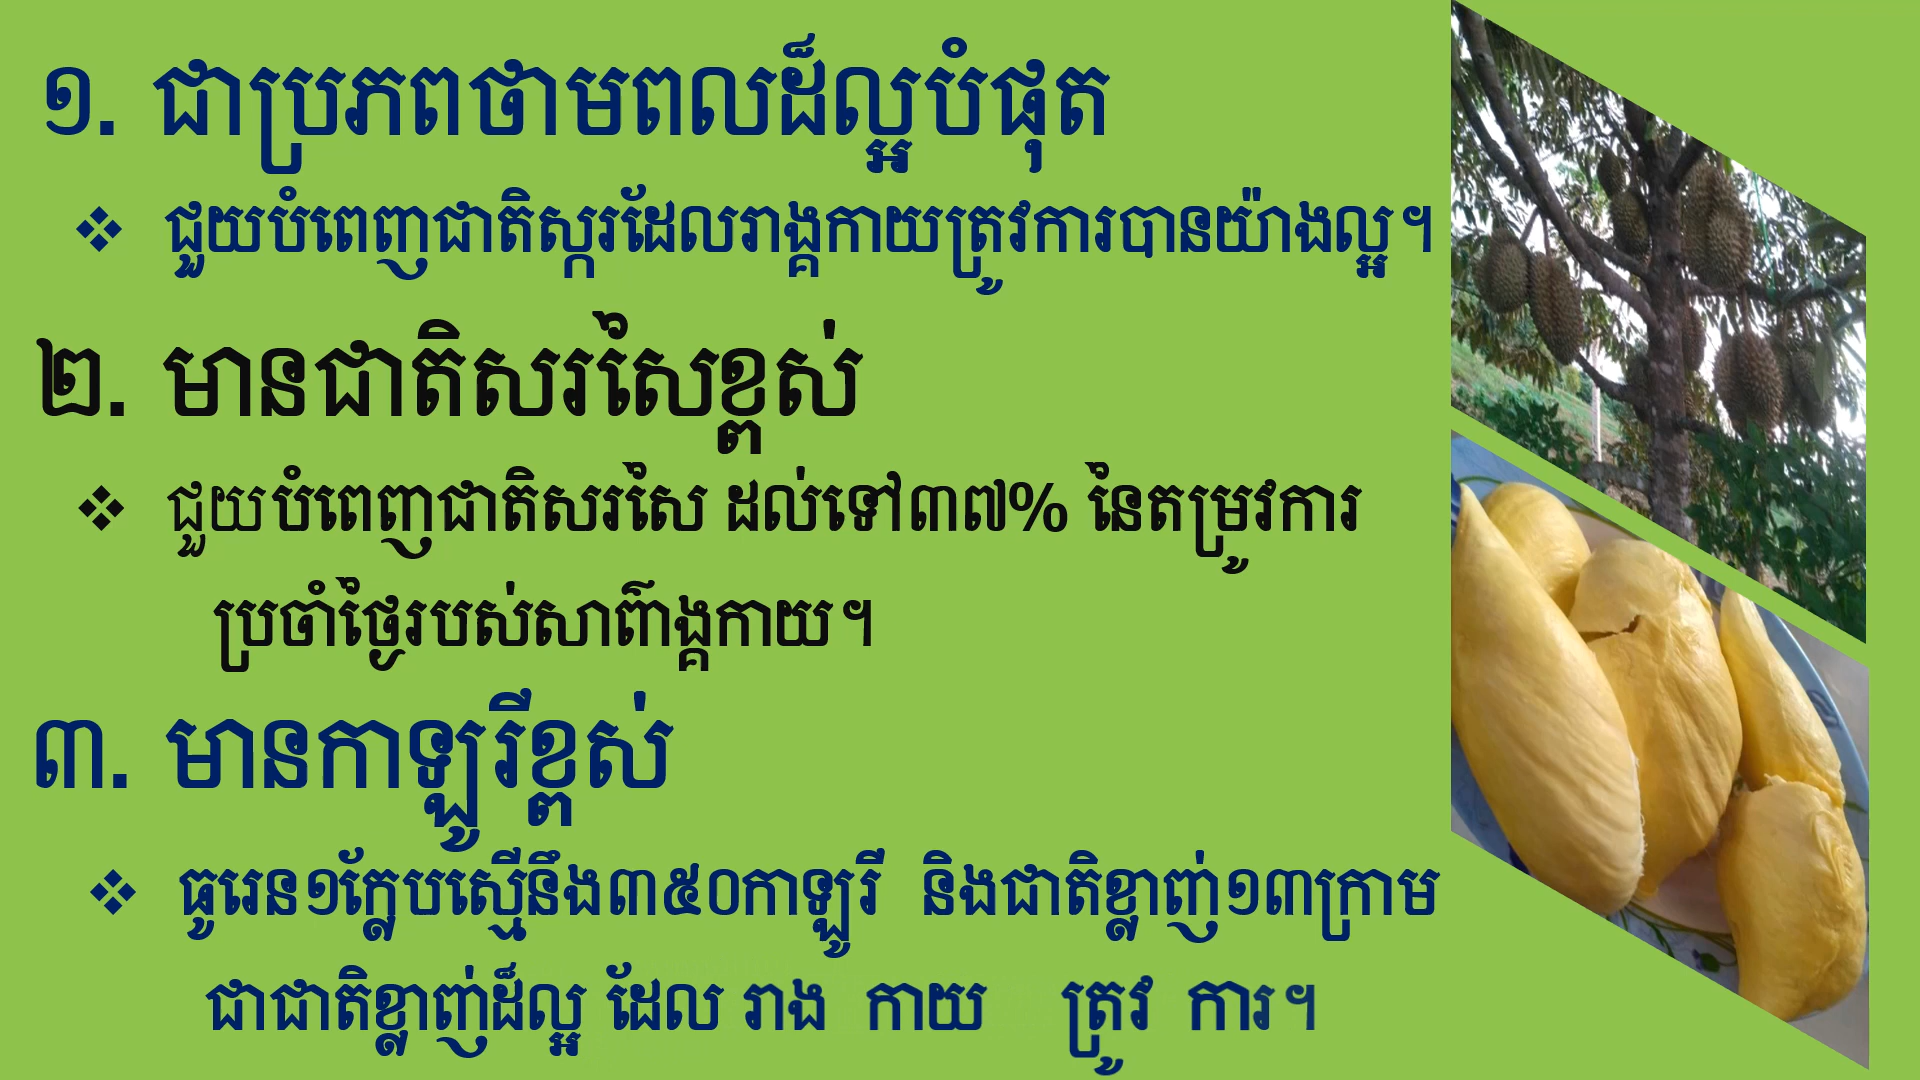 ១. ជាប្រភពថាមពលដ៏ល្អបំផុត
❖ ជួយបំពេញជាតិស្ករដែលរាង្គកាយត្រូវការបានយ៉ាងល្អ។
២. មានជាតិសរសៃខ្ពស់
❖ ជួយបំពេញជាតិសរសៃ ដល់ទៅ៣៧% នៃតម្រូវការ
ប្រចាំថ្ងៃរបស់សាព៌ាង្គកាយ។
៣. មានកាឡូរីខ្ពស់
❖ ធូរេន១ក្លែបស្មើនឹង៣៥០កាឡូរី និងជាតិខ្លាញ់១៣ក្រាម
ជាជាតិខ្លាញ់ដ៏ល្អ ដែល រាង កាយ ត្រូវ ការ។